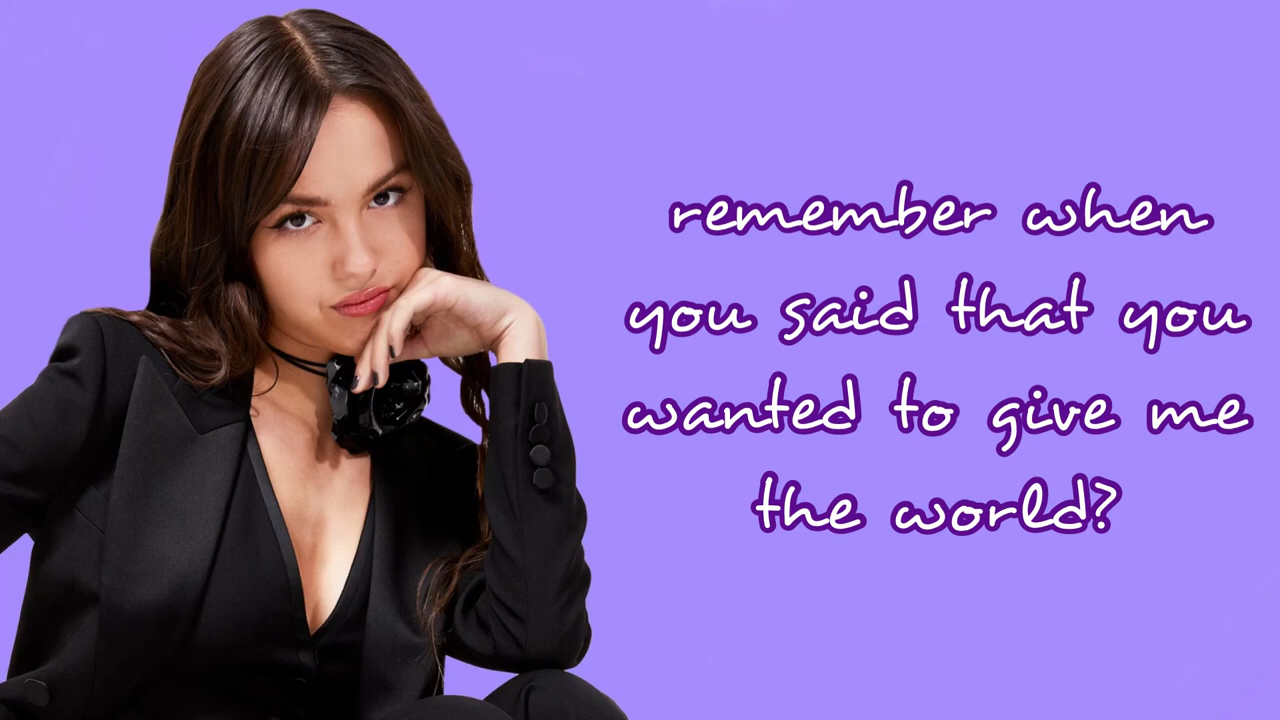 remember when
you said that you
wanted to give me
the world?